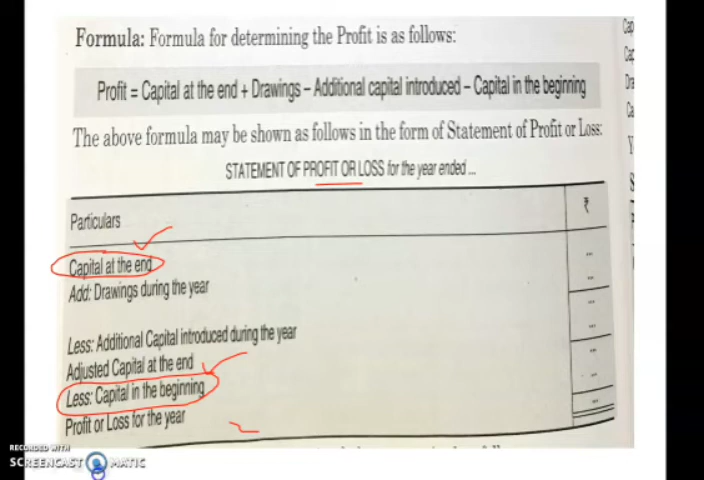 Formula: Formula for determining the Profit is as follows:
Profit = Capital at the end + Drawings – Additional capital introduced – Capital in the beginning
The above formula may be shown as follows in the form of Statement of Profit or Loss:
STATEMENT OF PROFIT OR LOSS for the year ended ...
Particulars ₹
Capital at the end ...
Add: Drawings during the year ...
...
Less: Additional Capital introduced during the year ...
Adjusted Capital at the end ...
Less: Capital in the beginning ...
Profit or Loss for the year ...
Cap
Cap
Dra
Ca
Y
S
RECORDED WITH
SCREENCAST MATIC